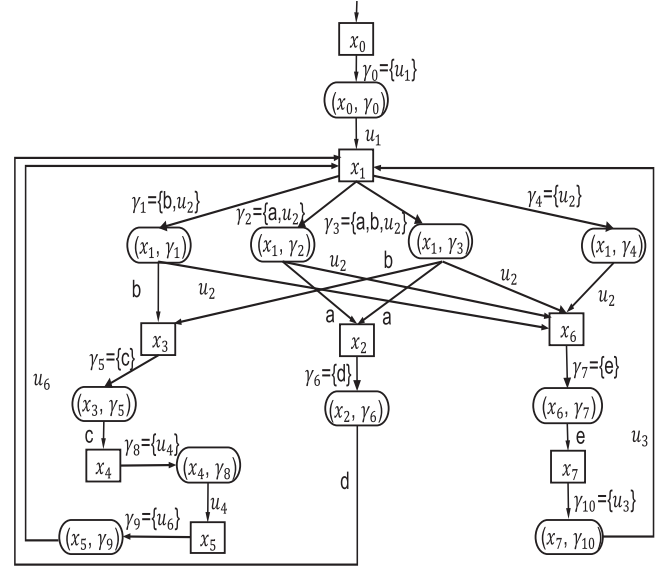 x₀
γ₀={u₁}
(x₀, γ₀)
u₁
x₁
γ₁={b,u₂}
γ₂={a,u₂}
γ₃={a,b,u₂}
γ₄={u₂}
(x₁, γ₁)
(x₁, γ₂)
(x₁, γ₃)
(x₁, γ₄)
b
u₂
u₂
b
u₂
u₂
a
a
x₃
x₂
x₆
γ₅={c}
γ₆={d}
γ₇={e}
u₆
(x₃, γ₅)
(x₂, γ₆)
(x₆, γ₇)
c
γ₈={u₄}
e
u₃
x₄
(x₄, γ₈)
d
x₇
u₄
γ₁₀={u₃}
γ₉={u₆}
(x₅, γ₉)
x₅
(x₇, γ₁₀)